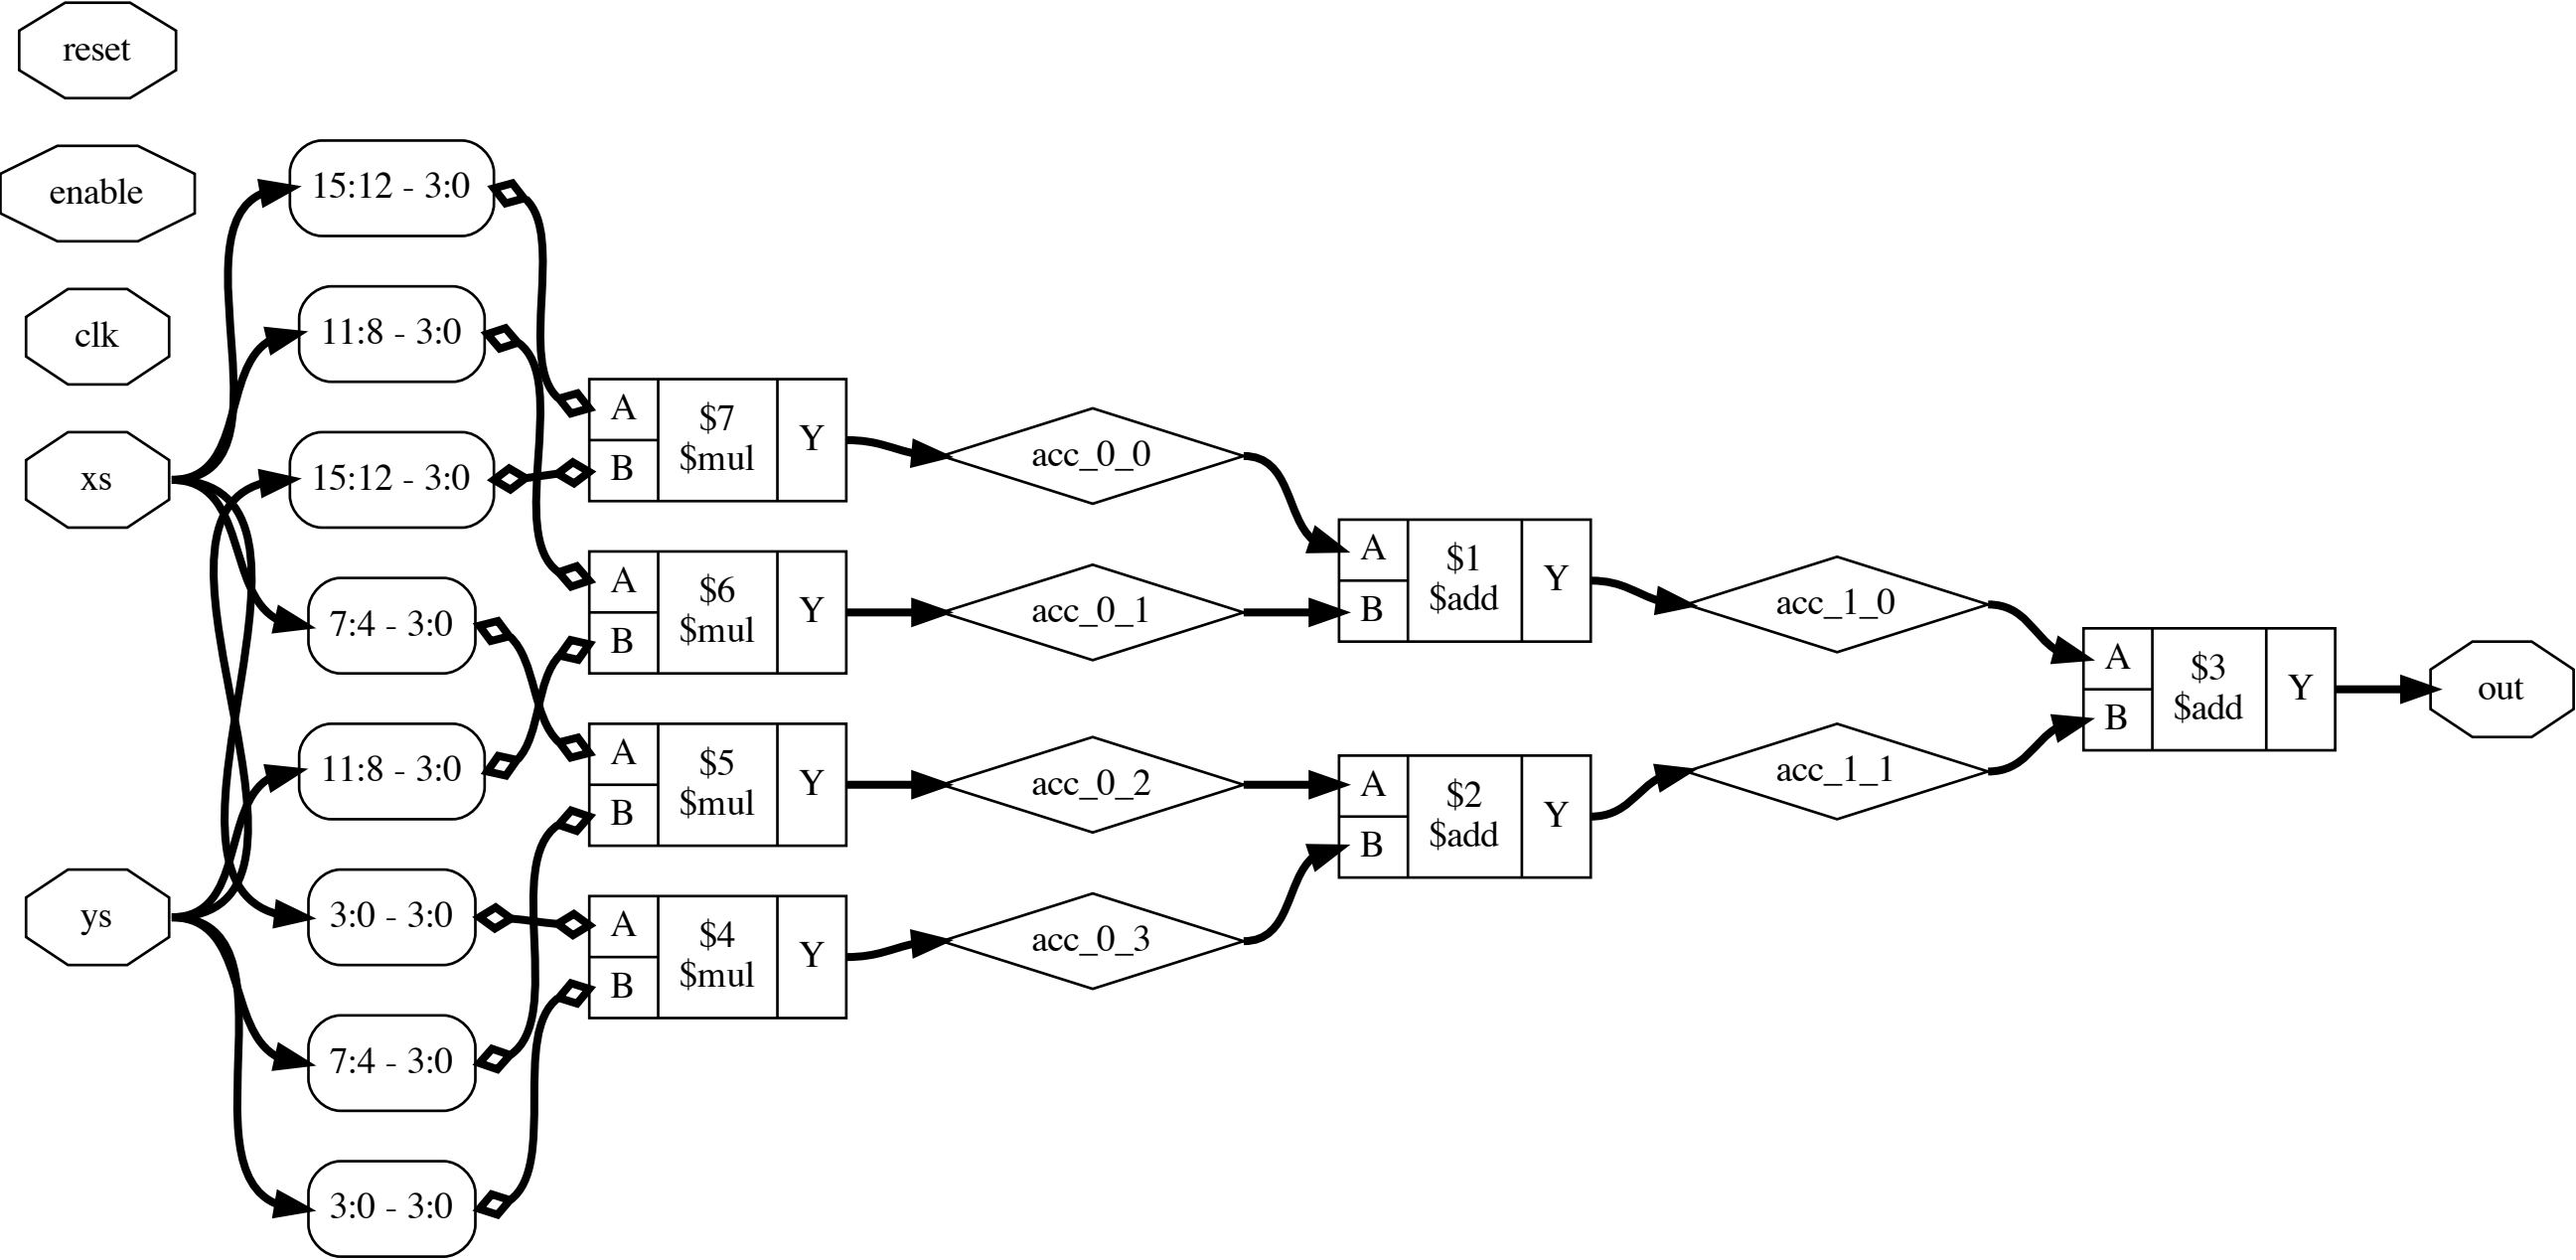 reset
enable
clk
xs
ys
15:12 - 3:0
11:8 - 3:0
15:12 - 3:0
7:4 - 3:0
11:8 - 3:0
3:0 - 3:0
7:4 - 3:0
3:0 - 3:0
A
B
$7
$mul
Y
A
B
$6
$mul
Y
A
B
$5
$mul
Y
A
B
$4
$mul
Y
acc_0_0
acc_0_1
acc_0_2
acc_0_3
A
B
$1
$add
Y
A
B
$2
$add
Y
acc_1_0
acc_1_1
A
B
$3
$add
Y
out